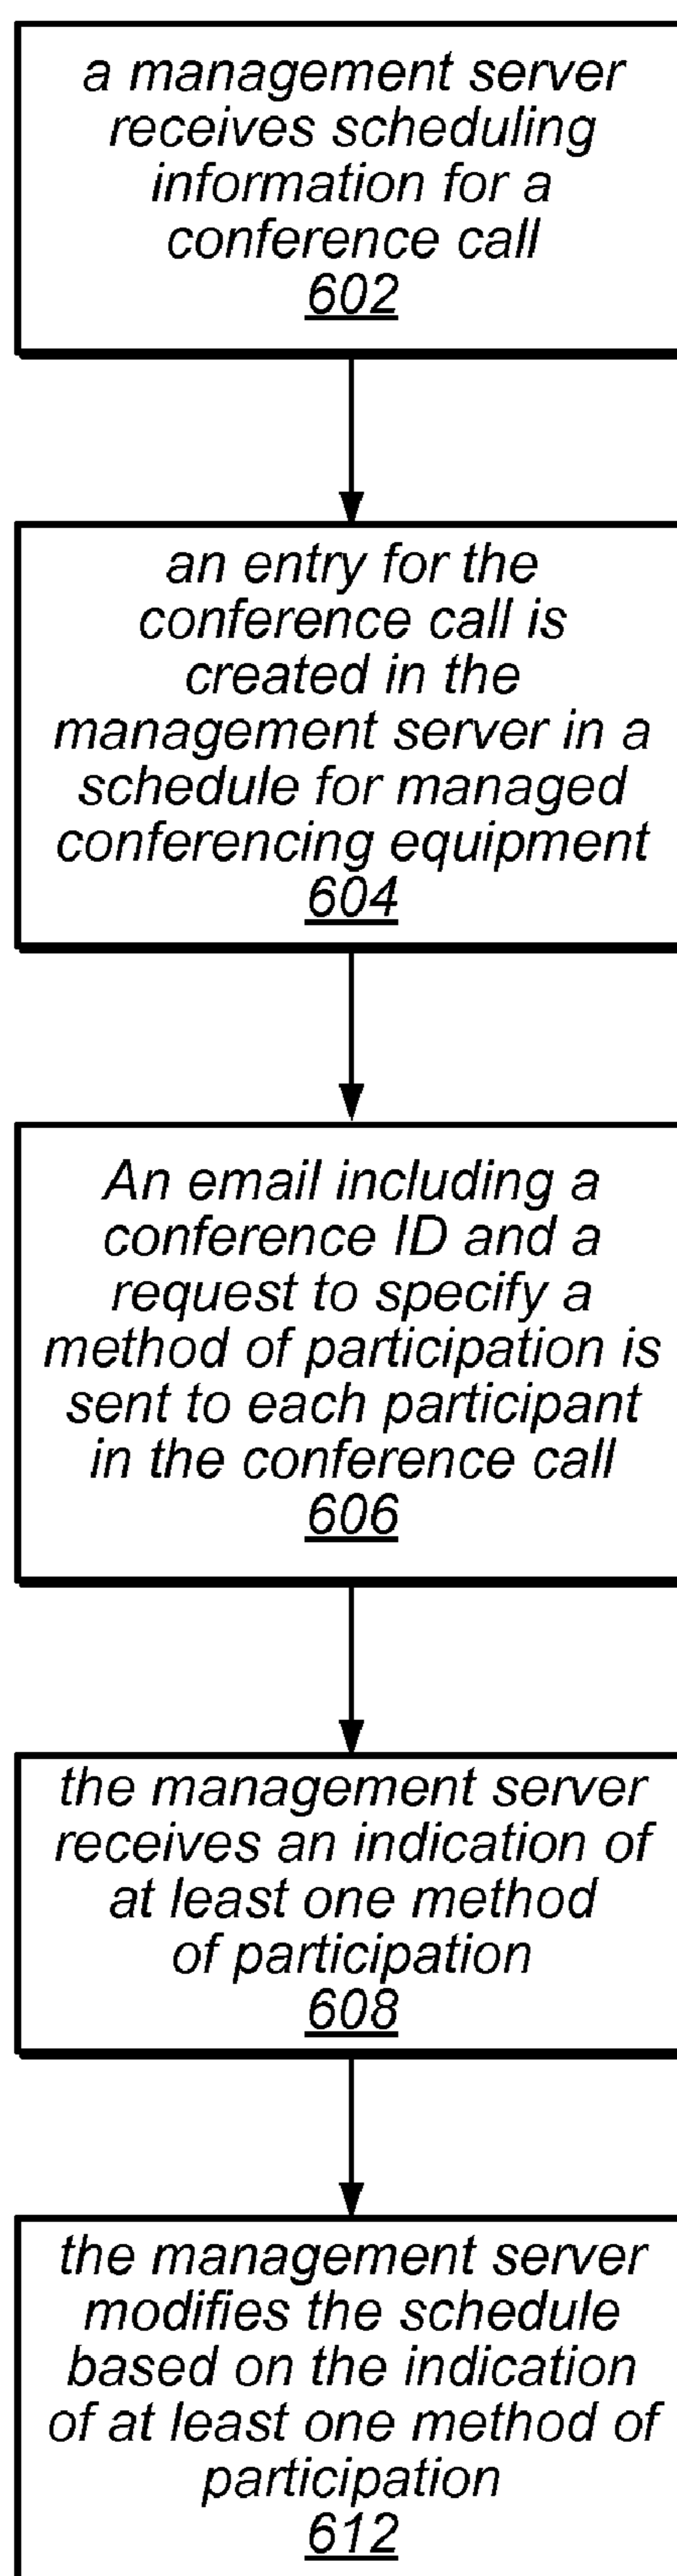 a management server
receives scheduling
information for a
conference call
602
an entry for the
conference call is
created in the
management server in a
schedule for managed
conferencing equipment
604
An email including a
conference ID and a
request to specify a
method of participation is
sent to each participant
in the conference call
606
the management server
receives an indication of
at least one method
of participation
608
the management server
modifies the schedule
based on the indication
of at least one method of
participation
612